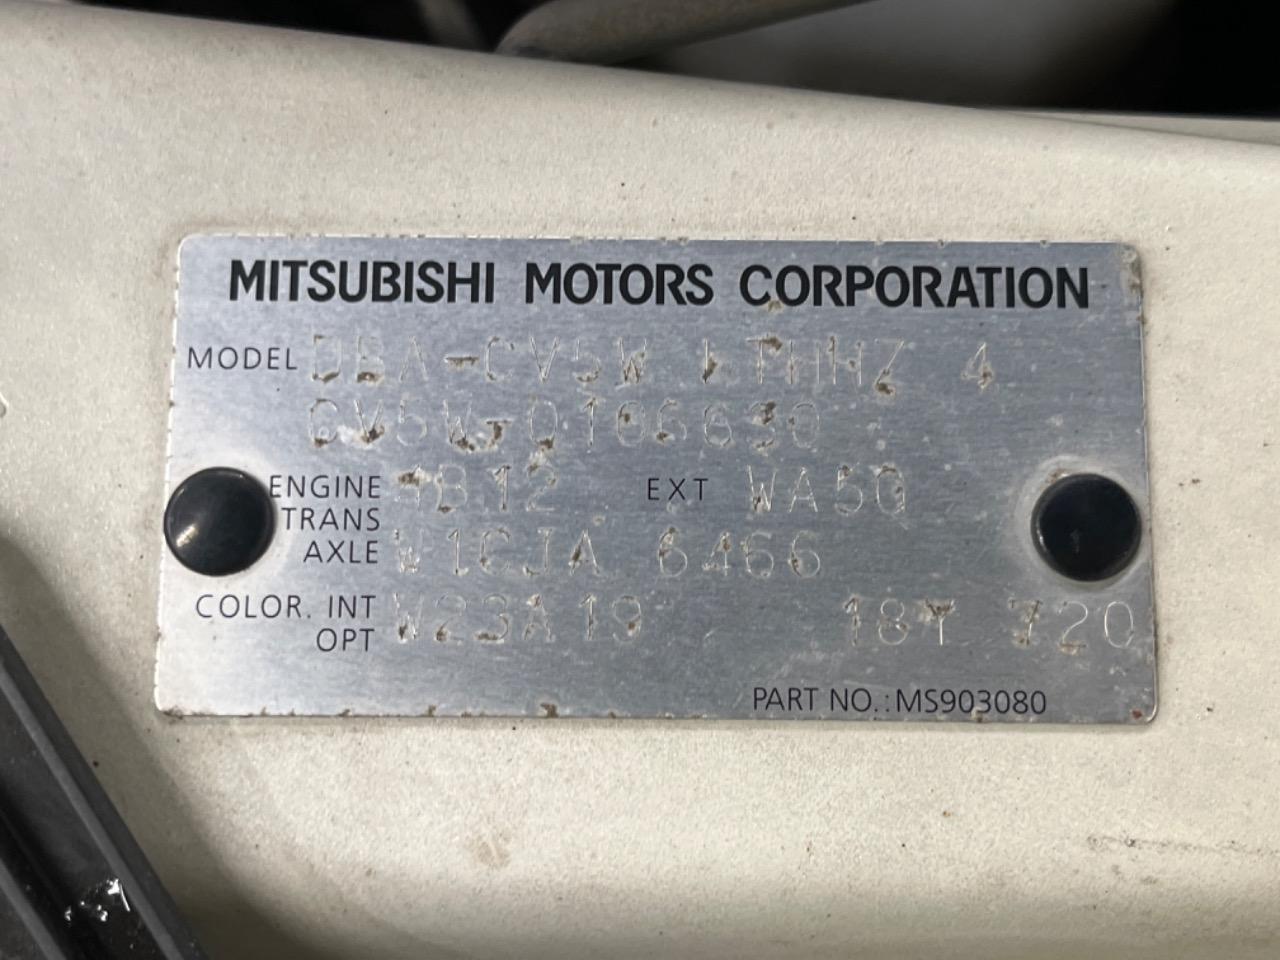 MITSUBISHI MOTORS CORPORATION
MODEL DBA-CV5W LTHHZ 4
CV5W-0106630
ENGINE 4B12 EXT WA5Q
TRANS
AXLE W1CJA 6466
COLOR. INT W23A 19 18Y 720
OPT
PART NO.: MS903080